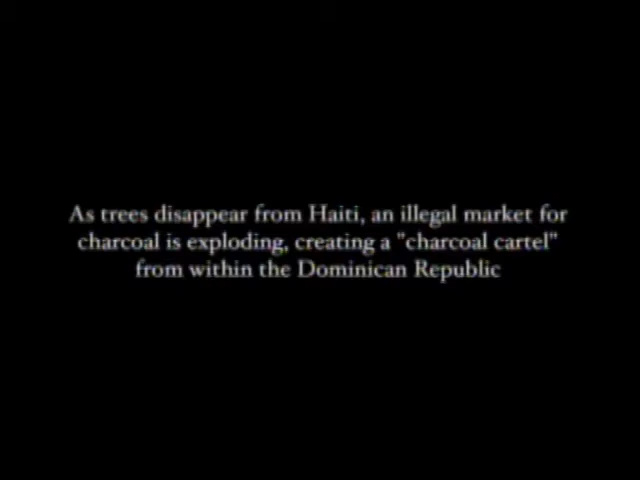 As trees disappear from Haiti, an illegal market for
charcoal is exploding, creating a "charcoal cartel"
from within the Dominican Republic